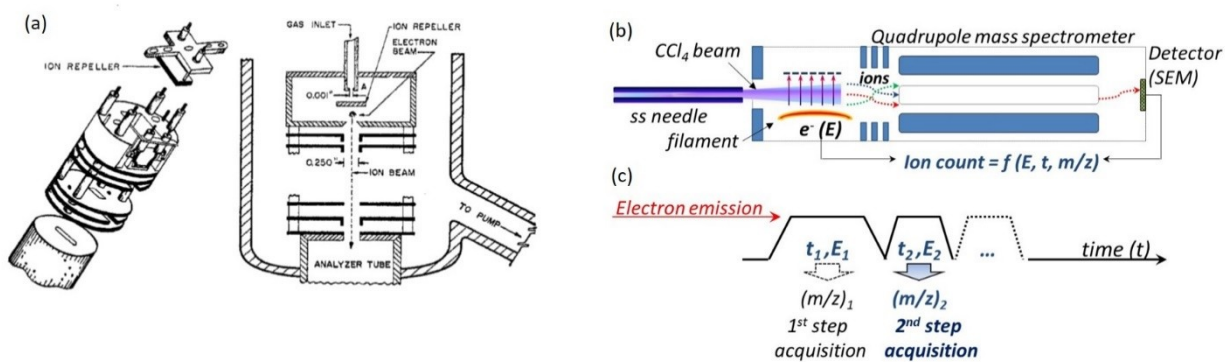 (a)
ION REPELLER
GAS INLET
ION REPELLER
ELECTRON
BEAM
A
0.001"
0.250"
ION BEAM
TO PUMP
ANALYZER TUBE
(b)
CCl4 beam
Quadrupole mass spectrometer
Detector
(SEM)
ions
ss needle
filament
e- (E)
Ion count = f (E, t, m/z)
(c)
Electron emission
t1,E1
t2,E2
...
time (t)
(m/z)1
(m/z)2
1st step
acquisition
2nd step
acquisition